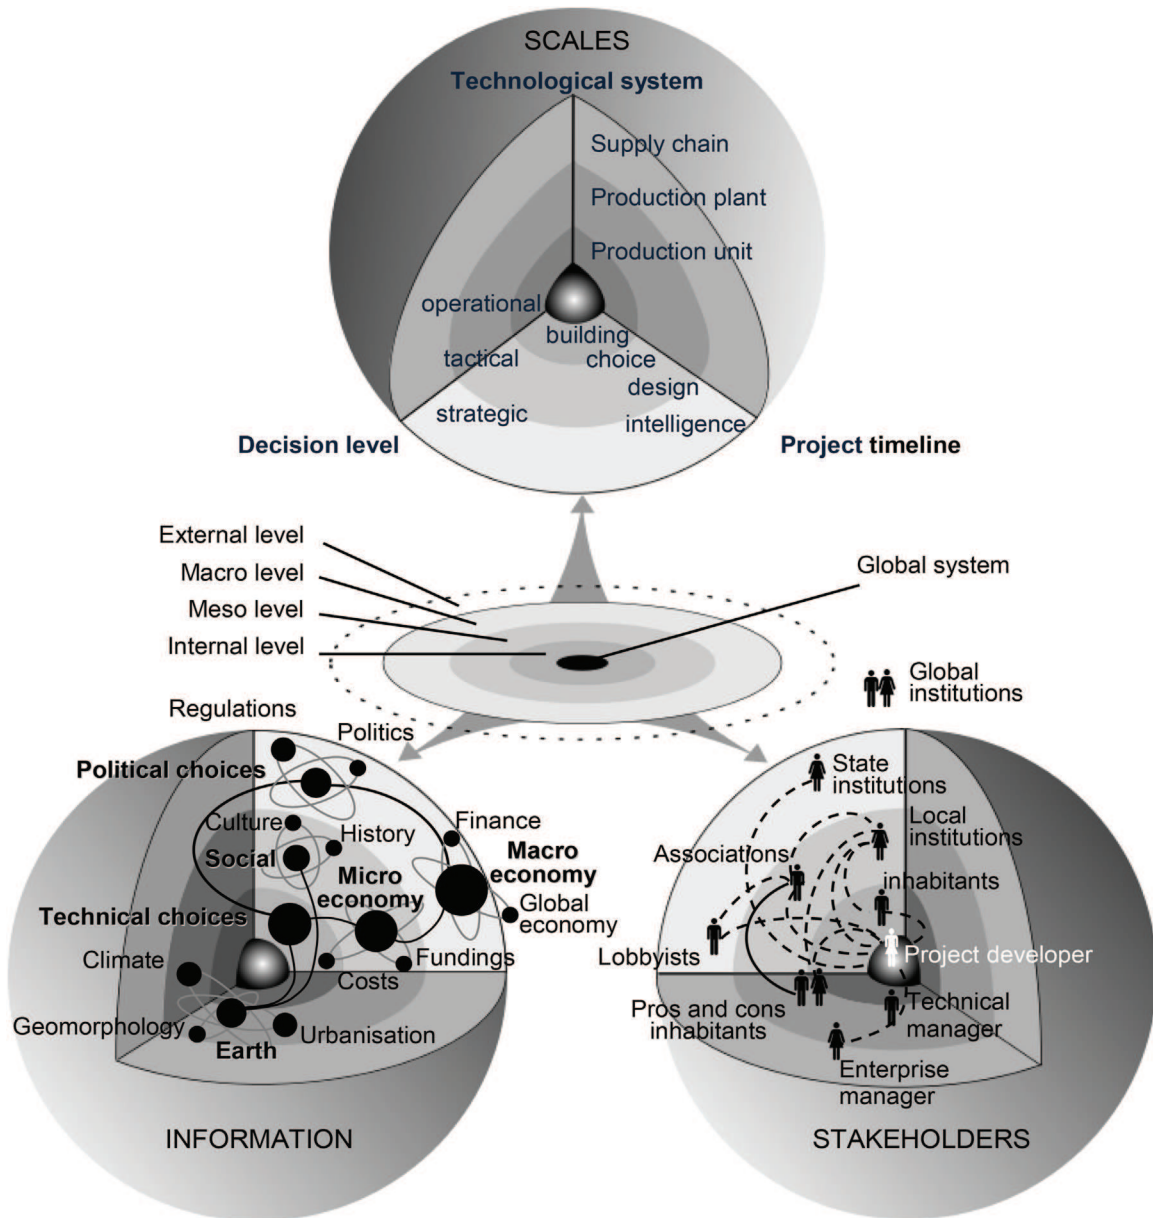 SCALES
Technological system
Supply chain
Production plant
Production unit
operational
building
choice
tactical
design
strategic
intelligence
Decision level
Project timeline
External level
Macro level
Meso level
Internal level
Global system
Global
institutions
Regulations
Politics
Political choices
Culture
History
Finance
Social
Macro
economy
Micro
economy
Technical choices
Global
economy
Climate
Fundings
Costs
Geomorphology
Urbanisation
Earth
INFORMATION
State
institutions
Local
institutions
Associations
inhabitants
Lobbyists
Project developer
Pros and cons
inhabitants
Technical
manager
Enterprise
manager
STAKEHOLDERS